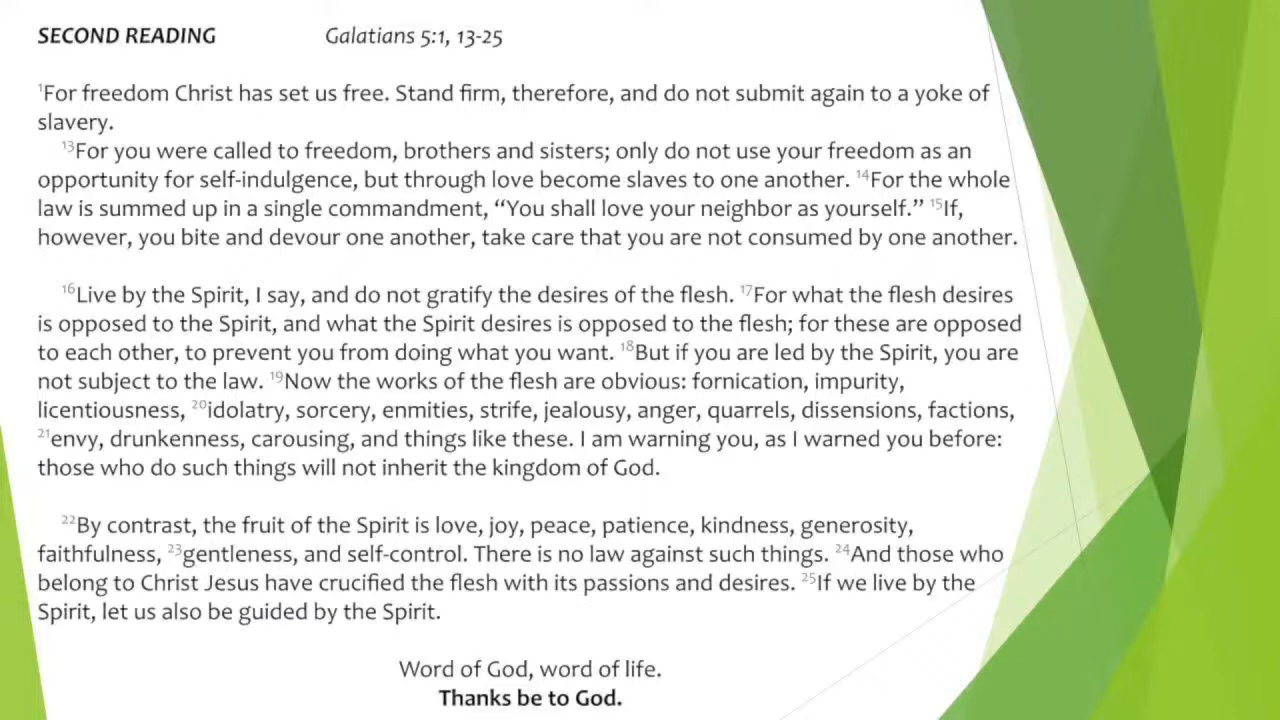 SECOND READING Galatians 5:1, 13-25
¹For freedom Christ has set us free. Stand firm, therefore, and do not submit again to a yoke of
slavery.
¹³For you were called to freedom, brothers and sisters; only do not use your freedom as an
opportunity for self-indulgence, but through love become slaves to one another. ¹⁴For the whole
law is summed up in a single commandment, “You shall love your neighbor as yourself.” ¹⁵If,
however, you bite and devour one another, take care that you are not consumed by one another.
¹⁶Live by the Spirit, I say, and do not gratify the desires of the flesh. ¹⁷For what the flesh desires
is opposed to the Spirit, and what the Spirit desires is opposed to the flesh; for these are opposed
to each other, to prevent you from doing what you want. ¹⁸But if you are led by the Spirit, you are
not subject to the law. ¹⁹Now the works of the flesh are obvious: fornication, impurity,
licentiousness, ²⁰idolatry, sorcery, enmities, strife, jealousy, anger, quarrels, dissensions, factions,
²¹envy, drunkenness, carousing, and things like these. I am warning you, as I warned you before:
those who do such things will not inherit the kingdom of God.
²²By contrast, the fruit of the Spirit is love, joy, peace, patience, kindness, generosity,
faithfulness, ²³gentleness, and self-control. There is no law against such things. ²⁴And those who
belong to Christ Jesus have crucified the flesh with its passions and desires. ²⁵If we live by the
Spirit, let us also be guided by the Spirit.
Word of God, word of life.
Thanks be to God.